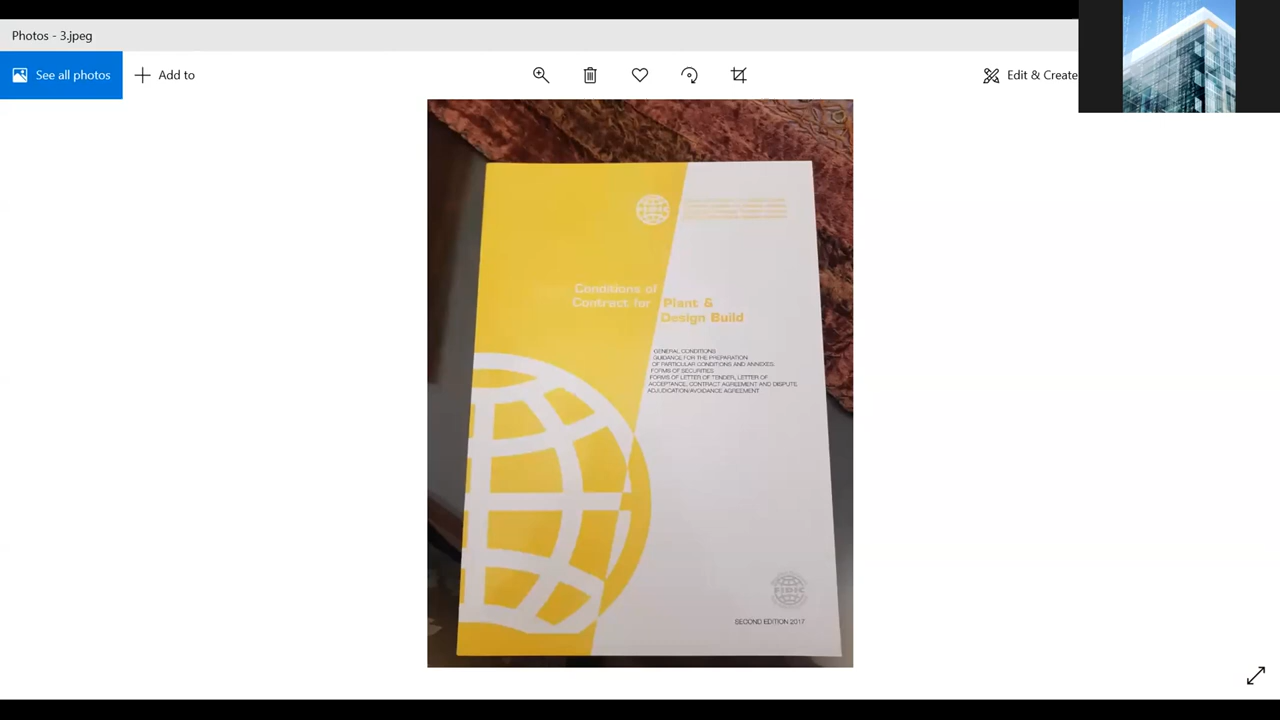 Photos - 3.jpeg
See all photos
Add to
Edit & Create
Conditions of
Contract for Plant &
Design Build
GENERAL CONDITIONS
GUIDANCE FOR THE PREPARATION
OF PARTICULAR CONDITIONS AND ANNEXES:
FORMS OF SECURITIES
FORMS OF LETTER OF TENDER, LETTER OF
ACCEPTANCE, CONTRACT AGREEMENT AND DISPUTE
ADJUDICATION/AVOIDANCE AGREEMENT
FIDIC
SECOND EDITION 2017